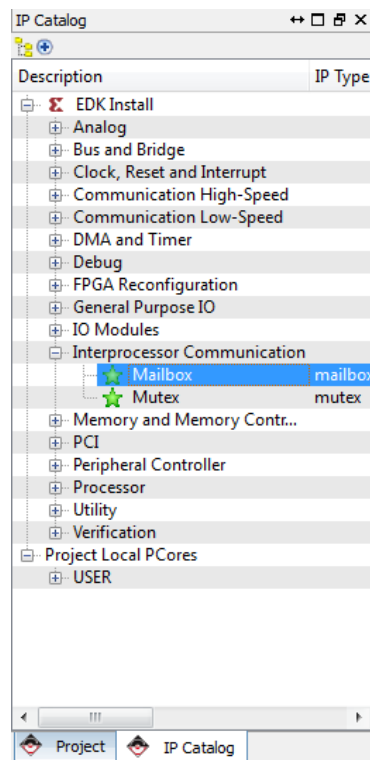 IP Catalog
Description IP Type
EDK Install
Analog
Bus and Bridge
Clock, Reset and Interrupt
Communication High-Speed
Communication Low-Speed
DMA and Timer
Debug
FPGA Reconfiguration
General Purpose IO
IO Modules
Interprocessor Communication
Mailbox mailbox
Mutex mutex
Memory and Memory Contr...
PCI
Peripheral Controller
Processor
Utility
Verification
Project Local PCores
USER
Project IP Catalog